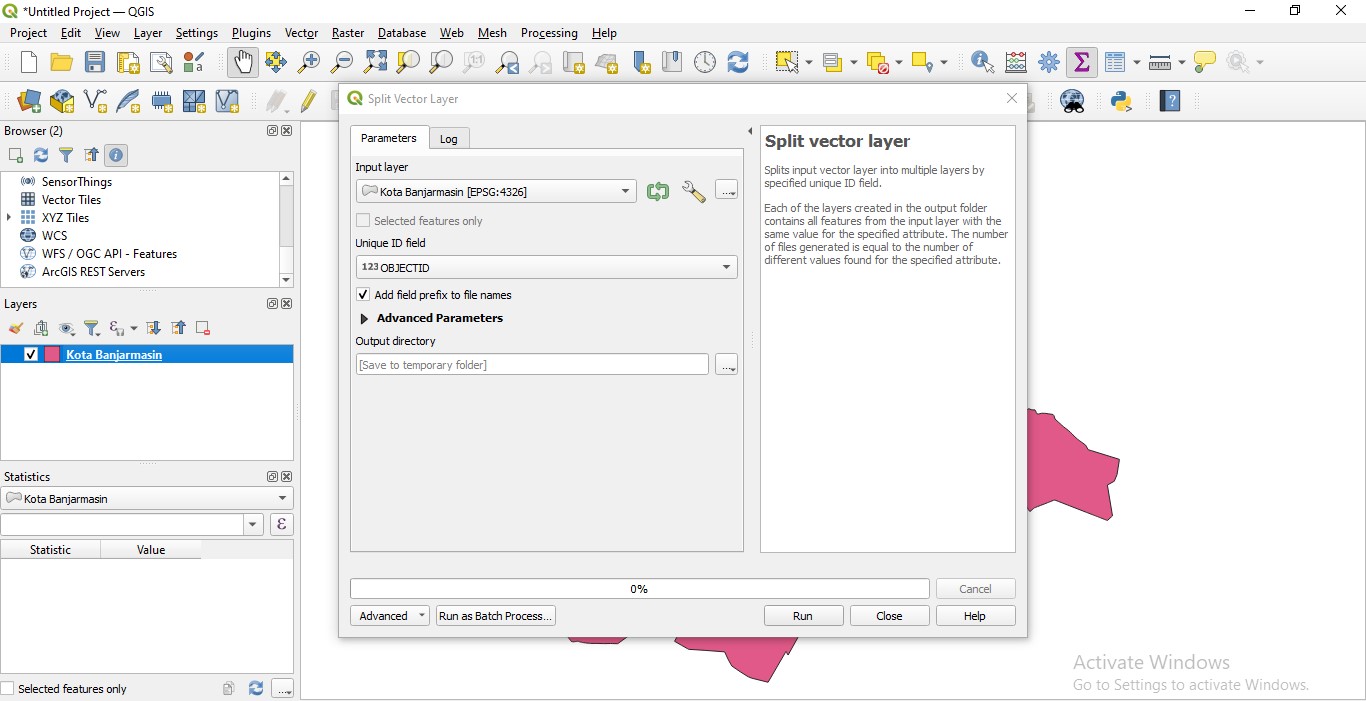 *Untitled Project — QGIS
Project Edit View Layer Settings Plugins Vector Raster Database Web Mesh Processing Help
Browser (2)
SensorThings
Vector Tiles
XYZ Tiles
WCS
WFS / OGC API - Features
ArcGIS REST Servers
Layers
Kota Banjarmasin
Statistics
Kota Banjarmasin
Statistic Value
Selected features only
Split Vector Layer
Parameters Log
Input layer
Kota Banjarmasin [EPSG:4326]
Selected features only
Unique ID field
123 OBJECTID
Add field prefix to file names
Advanced Parameters
Output directory
[Save to temporary folder]
Split vector layer
Splits input vector layer into multiple layers by
specified unique ID field.
Each of the layers created in the output folder
contains all features from the input layer with the
same value for the specified attribute. The number
of files generated is equal to the number of
different values found for the specified attribute.
0%
Cancel
Advanced Run as Batch Process... Run Close Help
Activate Windows
Go to Settings to activate Windows.